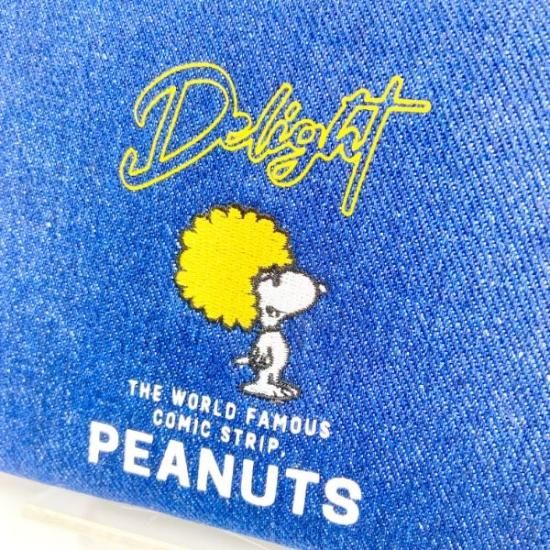 Delight
THE WORLD FAMOUS
COMIC STRIP,
PEANUTS